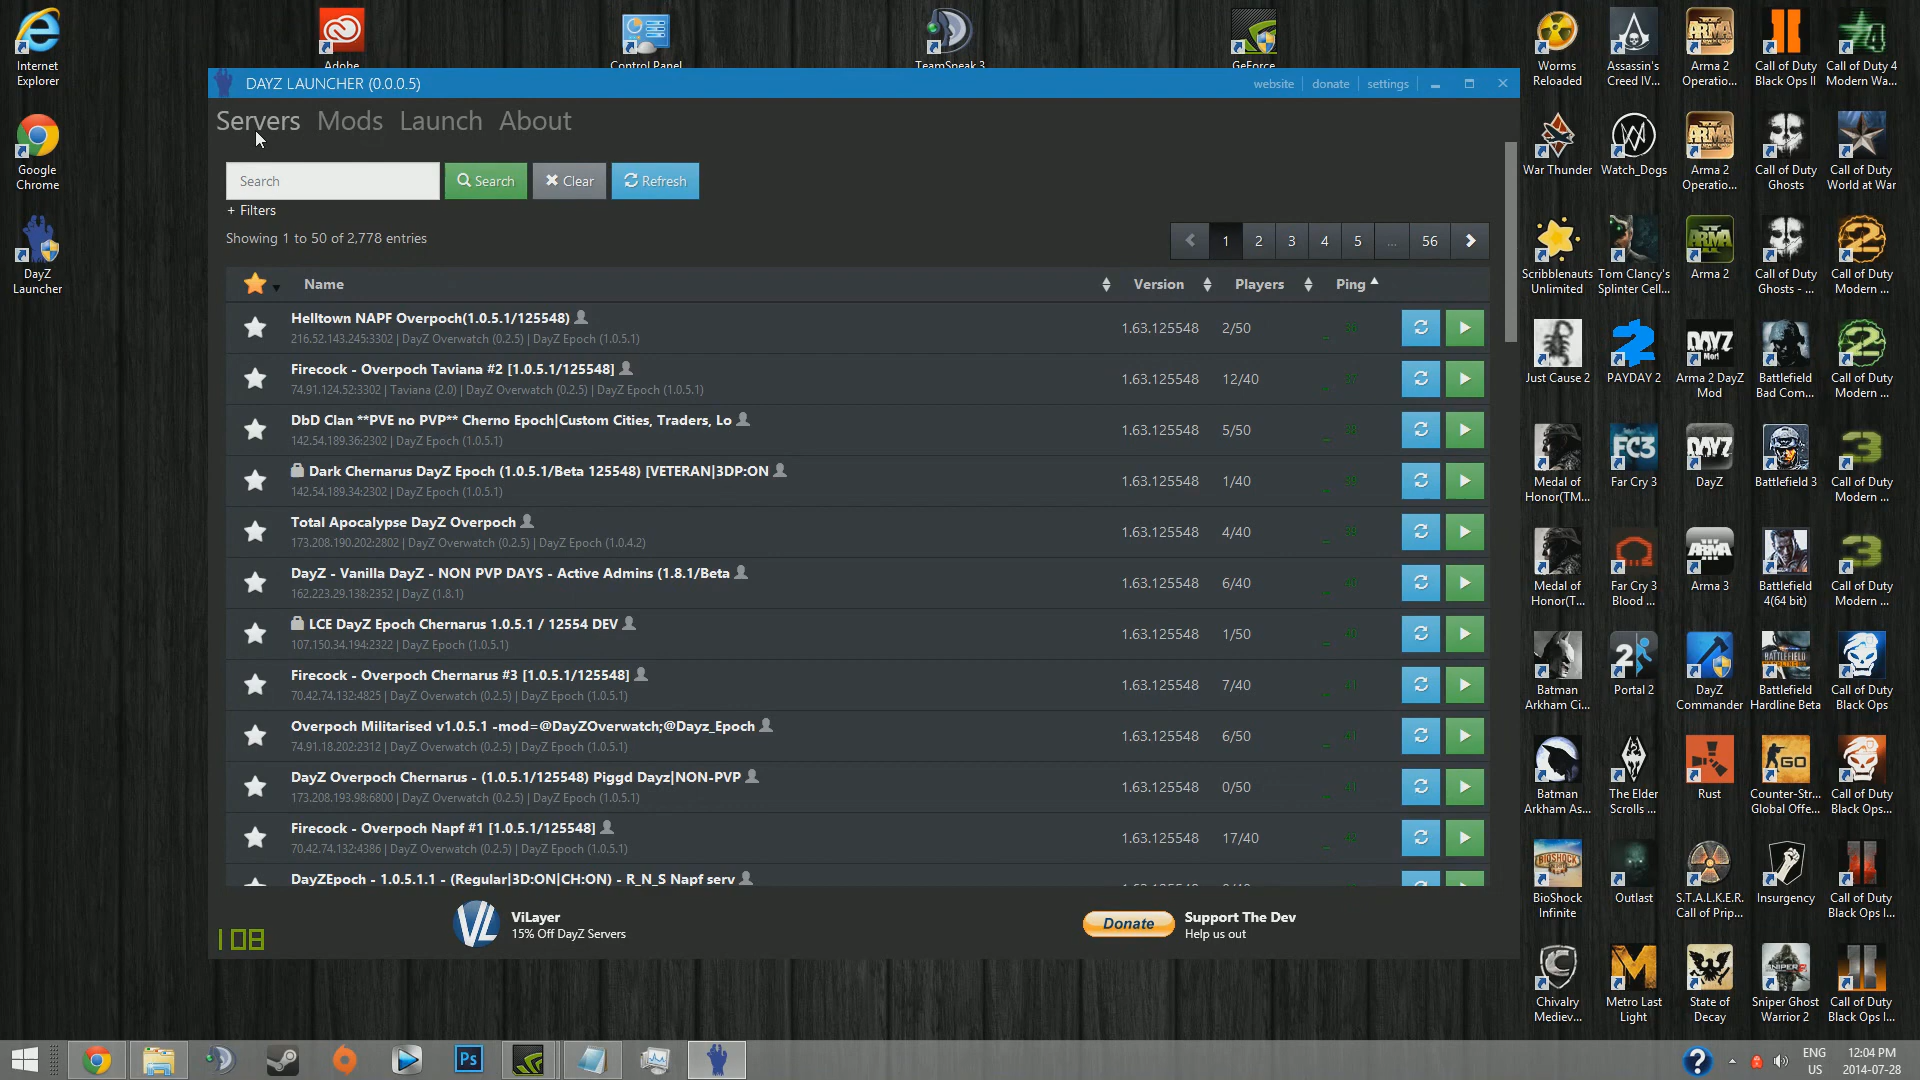 Internet
Explorer
Adobe
Control Panel
TeamSpeak 3
GeForce
Google
Chrome
DayZ
Launcher
DAYZ LAUNCHER (0.0.0.5)
website
donate
settings
Servers
Mods
Launch
About
Search
Search
Clear
Refresh
+ Filters
Showing 1 to 50 of 2,778 entries
1
2
3
4
5
...
56
Name
Version
Players
Ping
Helltown NAPF Overpoch(1.0.5.1/125548)
216.52.143.245:3302 | DayZ Overwatch (0.2.5) | DayZ Epoch (1.0.5.1)
1.63.125548
2/50
Firecock - Overpoch Taviana #2 [1.0.5.1/125548]
74.91.124.52:3302 | Taviana (2.0) | DayZ Overwatch (0.2.5) | DayZ Epoch (1.0.5.1)
1.63.125548
12/40
DbD Clan **PVE no PVP** Cherno Epoch|Custom Cities, Traders, Lo
142.54.189.36:2302 | DayZ Epoch (1.0.5.1)
1.63.125548
5/50
Dark Chernarus DayZ Epoch (1.0.5.1/Beta 125548) [VETERAN|3DP:ON
142.54.189.34:2302 | DayZ Epoch (1.0.5.1)
1.63.125548
1/40
Total Apocalypse DayZ Overpoch
173.208.190.202:2802 | DayZ Overwatch (0.2.5) | DayZ Epoch (1.0.4.2)
1.63.125548
4/40
DayZ - Vanilla DayZ - NON PVP DAYS - Active Admins (1.8.1/Beta
162.223.29.138:2352 | DayZ (1.8.1)
1.63.125548
6/40
LCE DayZ Epoch Chernarus 1.0.5.1 / 12554 DEV
107.150.34.194:2322 | DayZ Epoch (1.0.5.1)
1.63.125548
1/50
Firecock - Overpoch Chernarus #3 [1.0.5.1/125548]
70.42.74.132:4825 | DayZ Overwatch (0.2.5) | DayZ Epoch (1.0.5.1)
1.63.125548
7/40
Overpoch Militarised v1.0.5.1 -mod=@DayZOverwatch;@Dayz_Epoch
74.91.18.202:2312 | DayZ Overwatch (0.2.5) | DayZ Epoch (1.0.5.1)
1.63.125548
6/50
DayZ Overpoch Chernarus - (1.0.5.1/125548) Piggd Dayz|NON-PVP
173.208.193.98:6800 | DayZ Overwatch (0.2.5) | DayZ Epoch (1.0.5.1)
1.63.125548
0/50
Firecock - Overpoch Napf #1 [1.0.5.1/125548]
70.42.74.132:4386 | DayZ Overwatch (0.2.5) | DayZ Epoch (1.0.5.1)
1.63.125548
17/40
DayZEpoch - 1.0.5.1.1 - (Regular|3D:ON|CH:ON) - R_N_S Napf serv
108
VL
ViLayer
15% Off DayZ Servers
Donate
Support The Dev
Help us out
Worms
Reloaded
Assassin's
Creed IV...
Arma 2
Operatio...
Call of Duty
Black Ops II
Call of Duty 4
Modern Wa...
War Thunder
Watch_Dogs
Arma 2
Operatio...
Call of Duty
Ghosts
Call of Duty
World at War
Scribblenauts
Unlimited
Tom Clancy's
Splinter Cell...
Arma 2
Call of Duty
Ghosts - ...
Call of Duty
Modern ...
Just Cause 2
PAYDAY 2
Arma 2 DayZ
Mod
Battlefield
Bad Com...
Call of Duty
Modern ...
Medal of
Honor(TM...
FC3
Far Cry 3
DAYZ
DayZ
Battlefield 3
Call of Duty
Modern ...
Medal of
Honor(T...
Far Cry 3
Blood ...
Arma 3
Battlefield
4(64 bit)
Call of Duty
Modern ...
Batman
Arkham Ci...
Portal 2
DayZ
Commander
Battlefield
Hardline Beta
Call of Duty
Black Ops
Batman
Arkham As...
The Elder
Scrolls ...
Rust
GO
Counter-Str...
Global Offe...
Call of Duty
Black Ops...
BioShock
Infinite
Outlast
S.T.A.L.K.E.R.
Call of Prip...
Insurgency
Call of Duty
Black Ops I...
Chivalry
Mediev...
Metro Last
Light
State of
Decay
Sniper Ghost
Warrior 2
Call of Duty
Black Ops I...
Ps
ENG
US
12:04 PM
2014-07-28